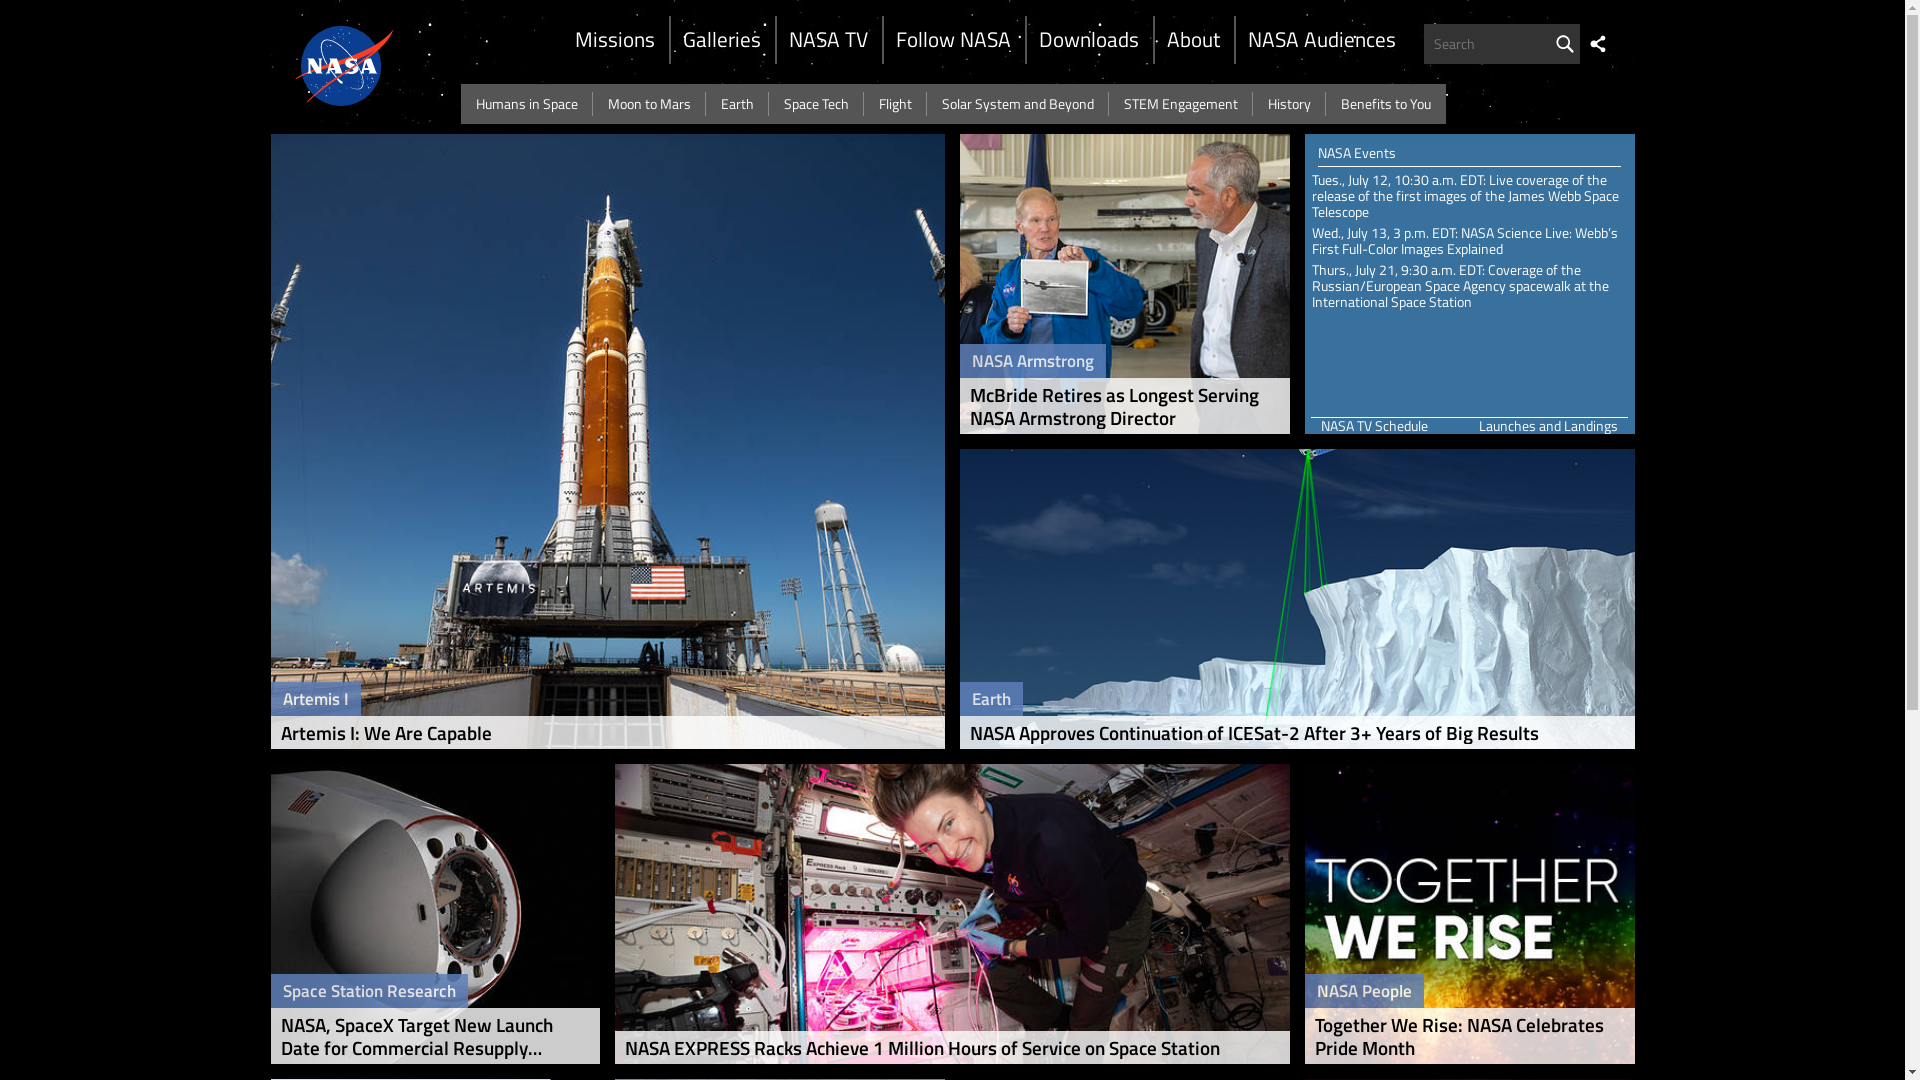 NASA
Missions
Galleries
NASA TV
Follow NASA
Downloads
About
NASA Audiences
Search
Humans in Space
Moon to Mars
Earth
Space Tech
Flight
Solar System and Beyond
STEM Engagement
History
Benefits to You
ARTEMIS
Artemis I
Artemis I: We Are Capable
NASA Armstrong
McBride Retires as Longest Serving
NASA Armstrong Director
NASA Events
Tues., July 12, 10:30 a.m. EDT: Live coverage of the
release of the first images of the James Webb Space
Telescope
Wed., July 13, 3 p.m. EDT: NASA Science Live: Webb’s
First Full-Color Images Explained
Thurs., July 21, 9:30 a.m. EDT: Coverage of the
Russian/European Space Agency spacewalk at the
International Space Station
NASA TV Schedule
Launches and Landings
Earth
NASA Approves Continuation of ICESat-2 After 3+ Years of Big Results
Space Station Research
NASA, SpaceX Target New Launch
Date for Commercial Resupply...
EXPRESS Rack
NASA EXPRESS Racks Achieve 1 Million Hours of Service on Space Station
TOGETHER
WE RISE
NASA People
Together We Rise: NASA Celebrates
Pride Month